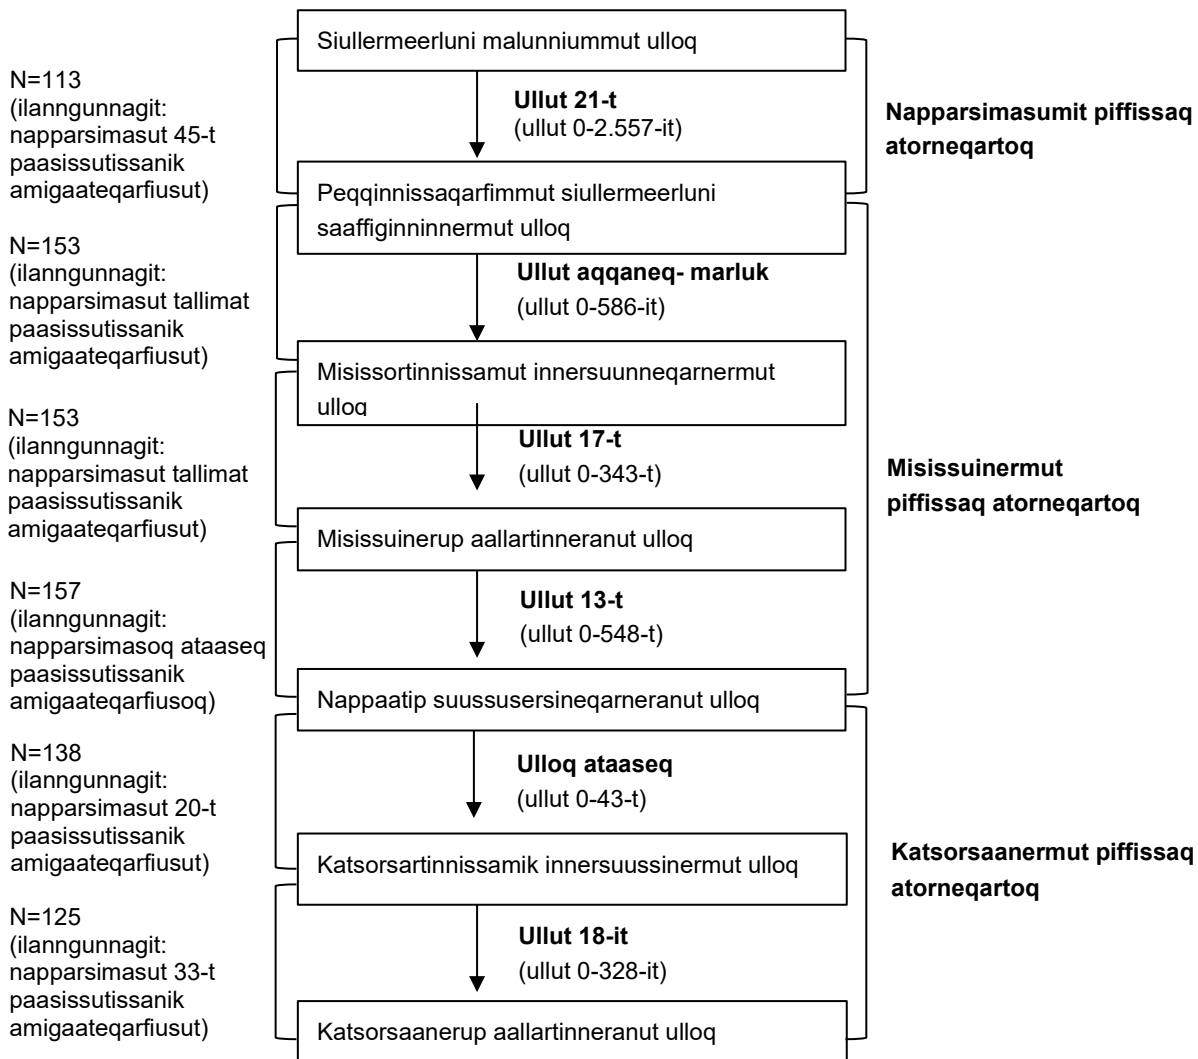 Siullermeerluni malunniummut ulloq
N=113
(ilanngunnagit:
napparsimasut 45-t
paasissutissanik
amigaateqarfiusut)
Ullut 21-t
(ullut 0-2.557-it)
Napparsimasumit piffissaq
atorneqartoq
Peqqinnissaqarfimmut siullermeerluni
saaffiginninnermut ulloq
N=153
(ilanngunnagit:
napparsimasut tallimat
paasissutissanik
amigaateqarfiusut)
Ullut aqqaneq- marluk
(ullut 0-586-it)
Misissortinnissamut innersuunneqarnermut
ulloq
N=153
(ilanngunnagit:
napparsimasut tallimat
paasissutissanik
amigaateqarfiusut)
Ullut 17-t
(ullut 0-343-t)
Misissuinermut
piffissaq atorneqartoq
Misissuinerup aallartinneranut ulloq
N=157
(ilanngunnagit:
napparsimasoq ataaseq
paasissutissanik
amigaateqarfiusoq)
Ullut 13-t
(ullut 0-548-t)
Nappaatip suussusersineqarneranut ulloq
N=138
(ilanngunnagit:
napparsimasut 20-t
paasissutissanik
amigaateqarfiusut)
Ulloq ataaseq
(ullut 0-43-t)
Katsorsartinnissamik innersuussinermut ulloq
Katsorsaanermut piffissaq
atorneqartoq
N=125
(ilanngunnagit:
napparsimasut 33-t
paasissutissanik
amigaateqarfiusut)
Ullut 18-it
(ullut 0-328-it)
Katsorsaanerup aallartinneranut ulloq